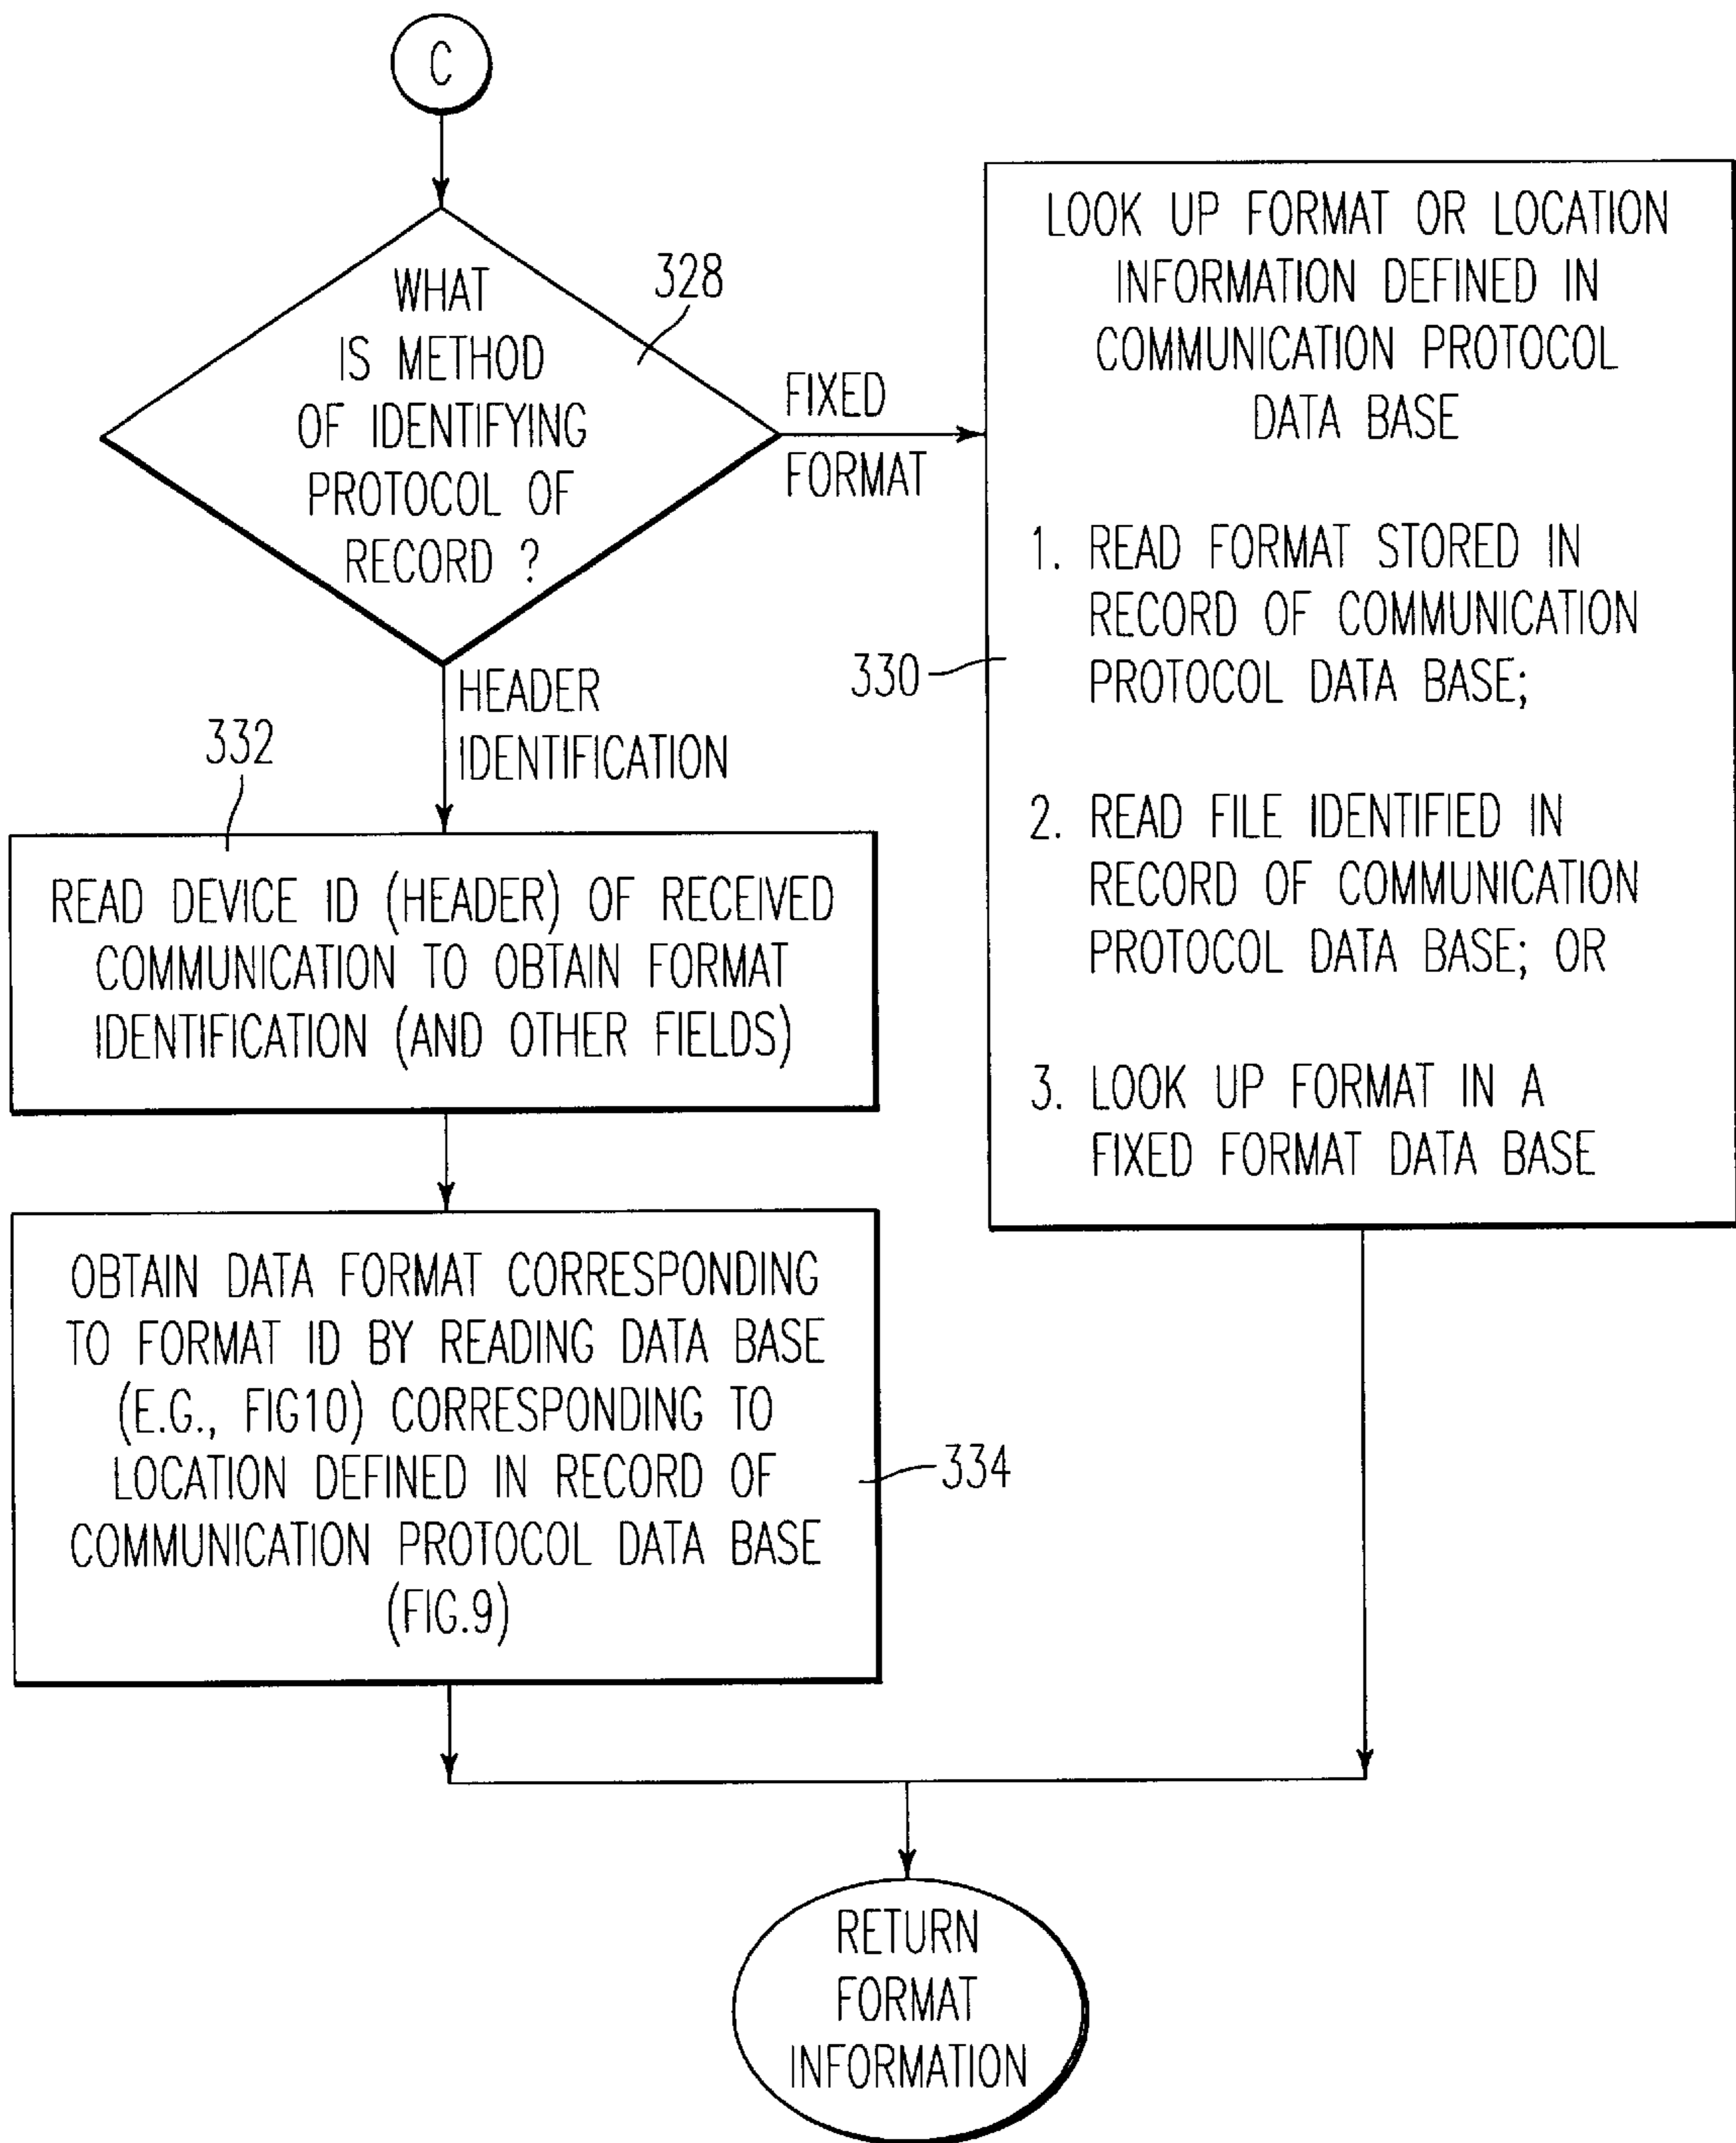 C
WHAT
IS METHOD
OF IDENTIFYING
PROTOCOL OF
RECORD ?
328
FIXED
FORMAT
HEADER
IDENTIFICATION
332
READ DEVICE ID (HEADER) OF RECEIVED
COMMUNICATION TO OBTAIN FORMAT
IDENTIFICATION (AND OTHER FIELDS)
OBTAIN DATA FORMAT CORRESPONDING
TO FORMAT ID BY READING DATA BASE
(E.G., FIG10) CORRESPONDING TO
LOCATION DEFINED IN RECORD OF
COMMUNICATION PROTOCOL DATA BASE
(FIG.9)
334
LOOK UP FORMAT OR LOCATION
INFORMATION DEFINED IN
COMMUNICATION PROTOCOL
DATA BASE
1. READ FORMAT STORED IN
RECORD OF COMMUNICATION
PROTOCOL DATA BASE;
330
2. READ FILE IDENTIFIED IN
RECORD OF COMMUNICATION
PROTOCOL DATA BASE; OR
3. LOOK UP FORMAT IN A
FIXED FORMAT DATA BASE
RETURN
FORMAT
INFORMATION